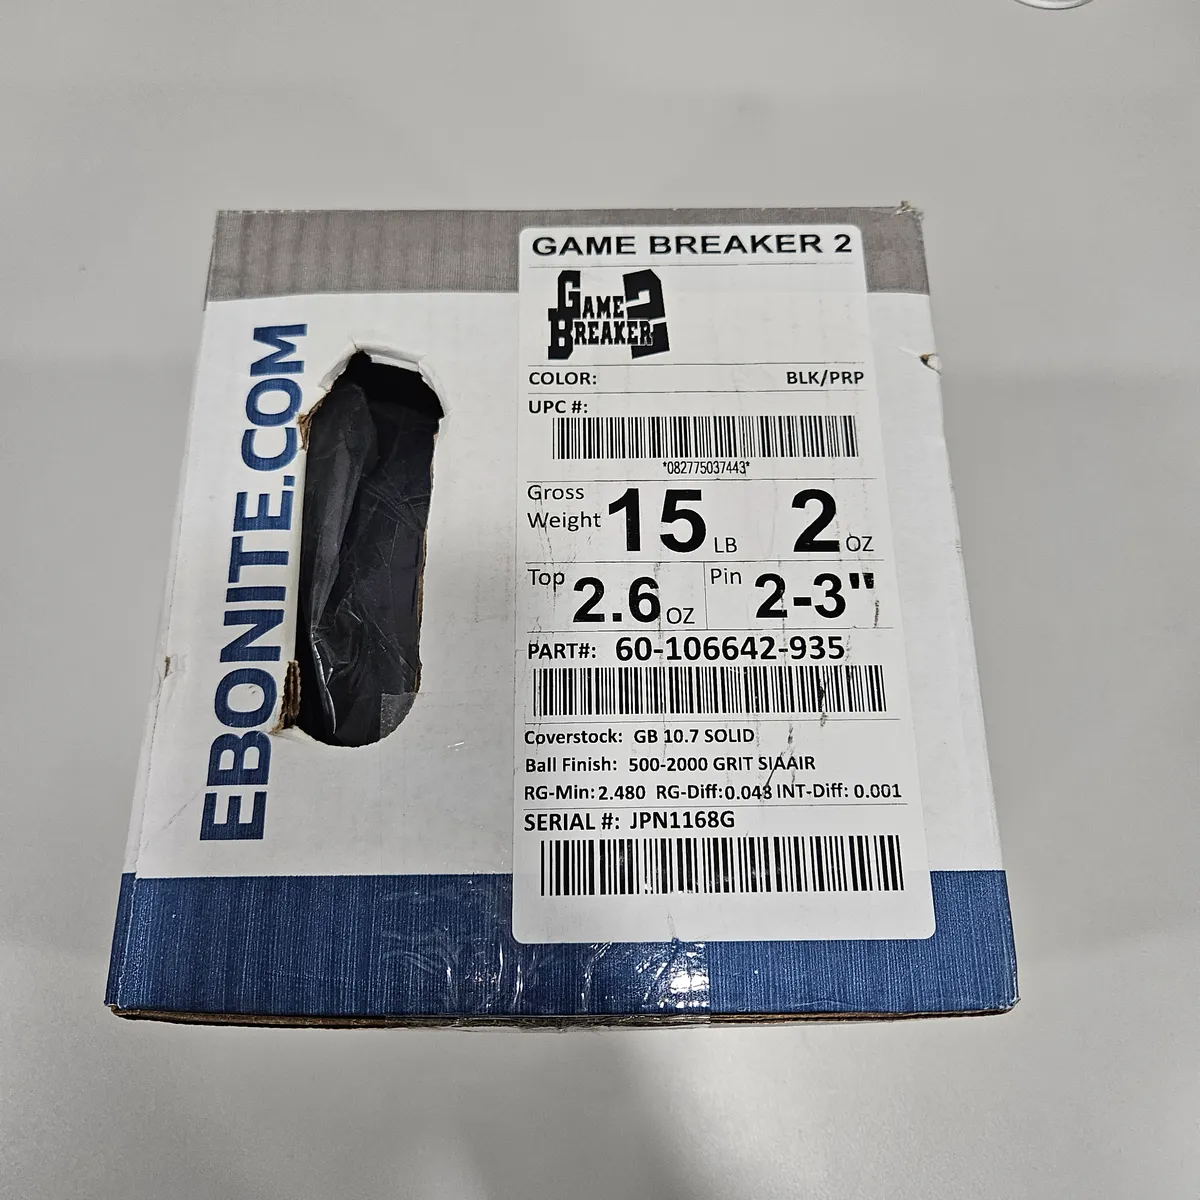 EBONITE.COM
GAME BREAKER 2
GAME 2
BREAKER
COLOR: BLK/PRP
UPC #:
*082775037443*
Gross
Weight 15 LB 2 OZ
Top 2.6 OZ Pin 2-3"
PART#: 60-106642-935
Coverstock: GB 10.7 SOLID
Ball Finish: 500-2000 GRIT SIAAIR
RG-Min: 2.480 RG-Diff: 0.048 INT-Diff: 0.001
SERIAL #: JPN1168G